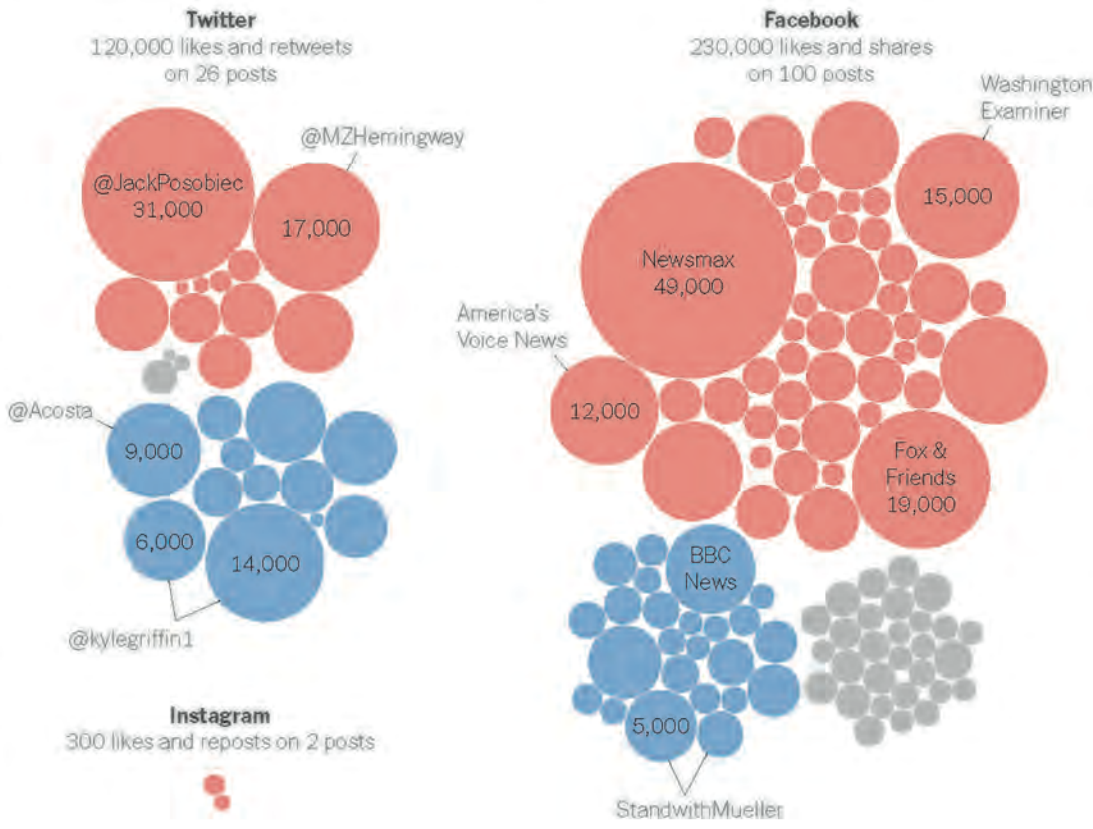 Twitter
120,000 likes and retweets
on 26 posts
@MZHemingway
@JackPosobiec
31,000
17,000
@Acosta
9,000
6,000
14,000
@kylegriffin1
Instagram
300 likes and reposts on 2 posts
Facebook
230,000 likes and shares
on 100 posts
Washington
Examiner
15,000
Newsmax
49,000
America's
Voice News
12,000
Fox &
Friends
19,000
BBC
News
5,000
StandwithMueller